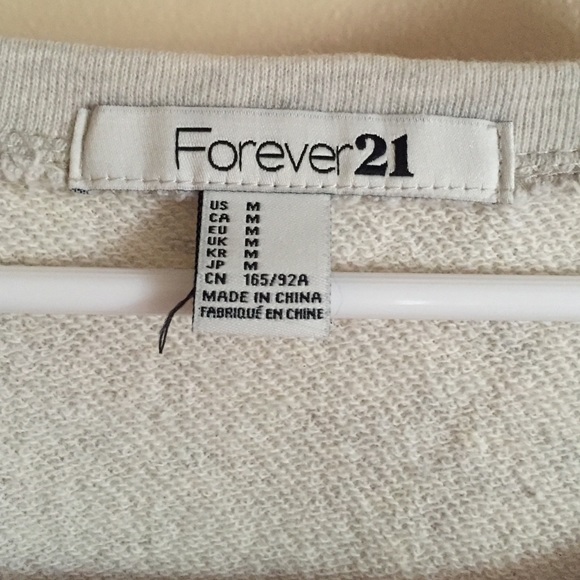 Forever21
US M
CA M
EU M
UK M
KR M
JP M
CN 165/92A
MADE IN CHINA
FABRIQUÉ EN CHINE